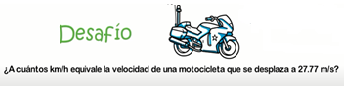 Desafío
¿A cuántos km/h equivale la velocidad de una motocicleta que se desplaza a 27.77 m/s?